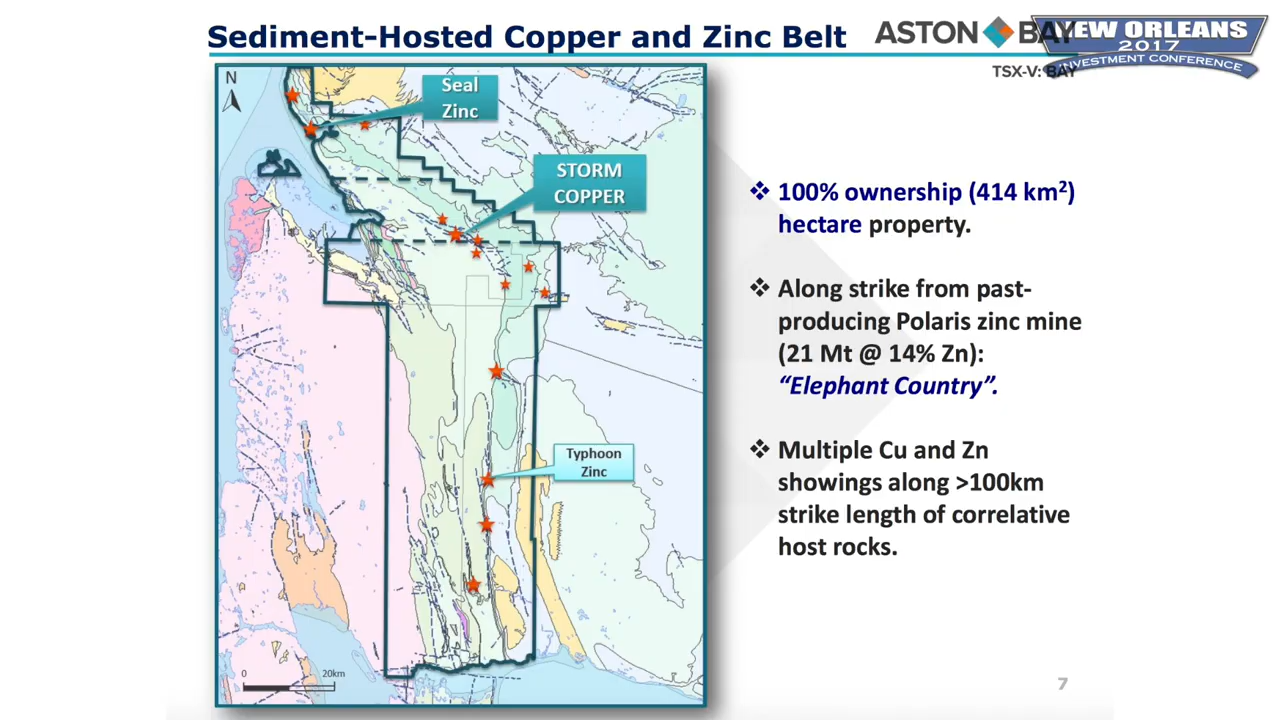 Sediment-Hosted Copper and Zinc Belt
ASTON BAY
TSX-V: BAY
NEW ORLEANS
2017
INVESTMENT CONFERENCE
N
Seal
Zinc
STORM
COPPER
Typhoon
Zinc
0 20km
❖ 100% ownership (414 km²)
hectare property.
❖ Along strike from past-
producing Polaris zinc mine
(21 Mt @ 14% Zn):
“Elephant Country”.
❖ Multiple Cu and Zn
showings along >100km
strike length of correlative
host rocks.
7